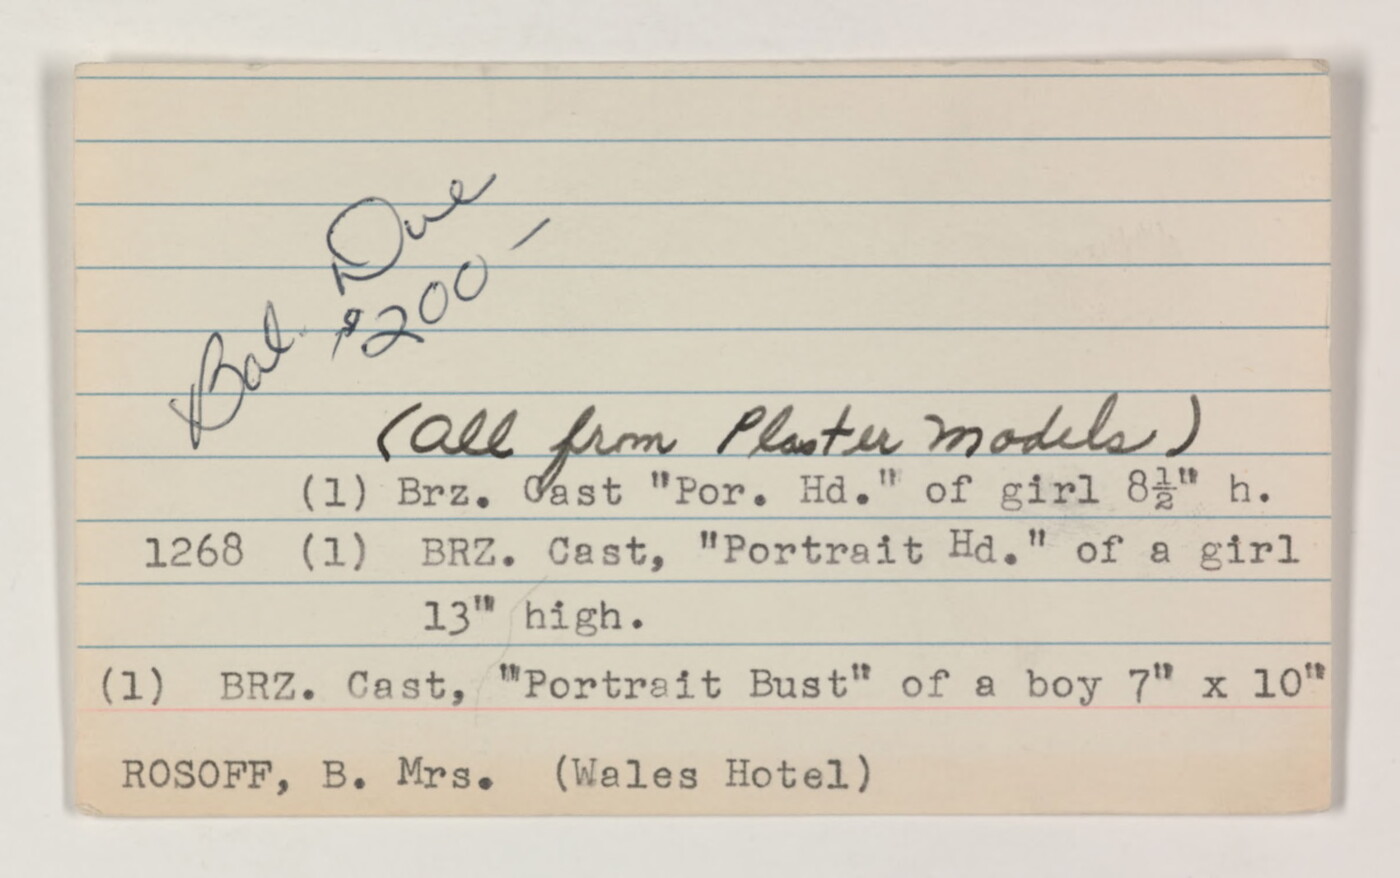 Bal. Due
$200-
(All from Plaster Models)
(1) Brz. Cast "Por. Hd." of girl 8½" h.
1268 (1) BRZ. Cast, "Portrait Hd." of a girl
13" high.
(1) BRZ. Cast, "Portrait Bust" of a boy 7" x 10"
ROSOFF, B. Mrs. (Wales Hotel)